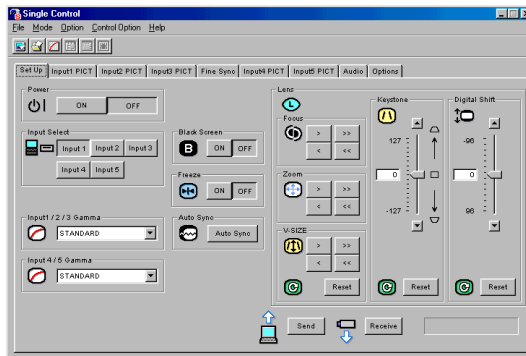 Single Control
File Mode Option Control Option Help
Set Up Input1 PICT Input2 PICT Input3 PICT Fine Sync Input4 PICT Input5 PICT Audio Options
Power
ON OFF
Input Select
Input 1 Input 2 Input 3
Input 4 Input 5
Black Screen
B ON OFF
Freeze
ON OFF
Input1 / 2 / 3 Gamma
STANDARD
Auto Sync
Auto Sync
Input 4 / 5 Gamma
STANDARD
Lens
L
Focus
> >>
< <<
Zoom
> >>
< <<
V-SIZE
> >>
< <<
Reset
Keystone
127
0
-127
Reset
Digital Shift
-96
0
96
Reset
Send Receive